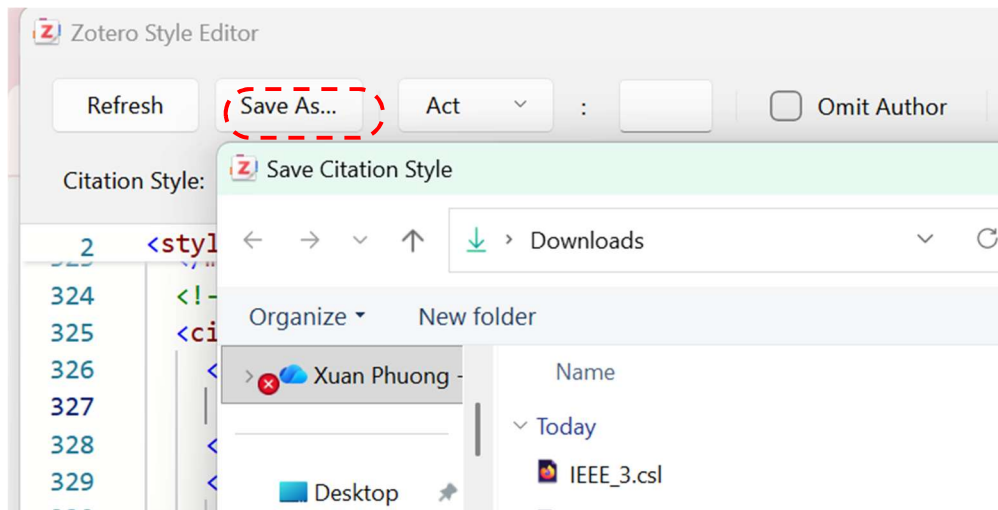 Zotero Style Editor
Refresh Save As... Act : Omit Author
Citation Style:
Save Citation Style
Downloads
2 <styl
324 <!-
325 <ci
326 <
327
328 <
329 <
Organize New folder
Xuan Phuong -
Name
Today
IEEE_3.csl
Desktop